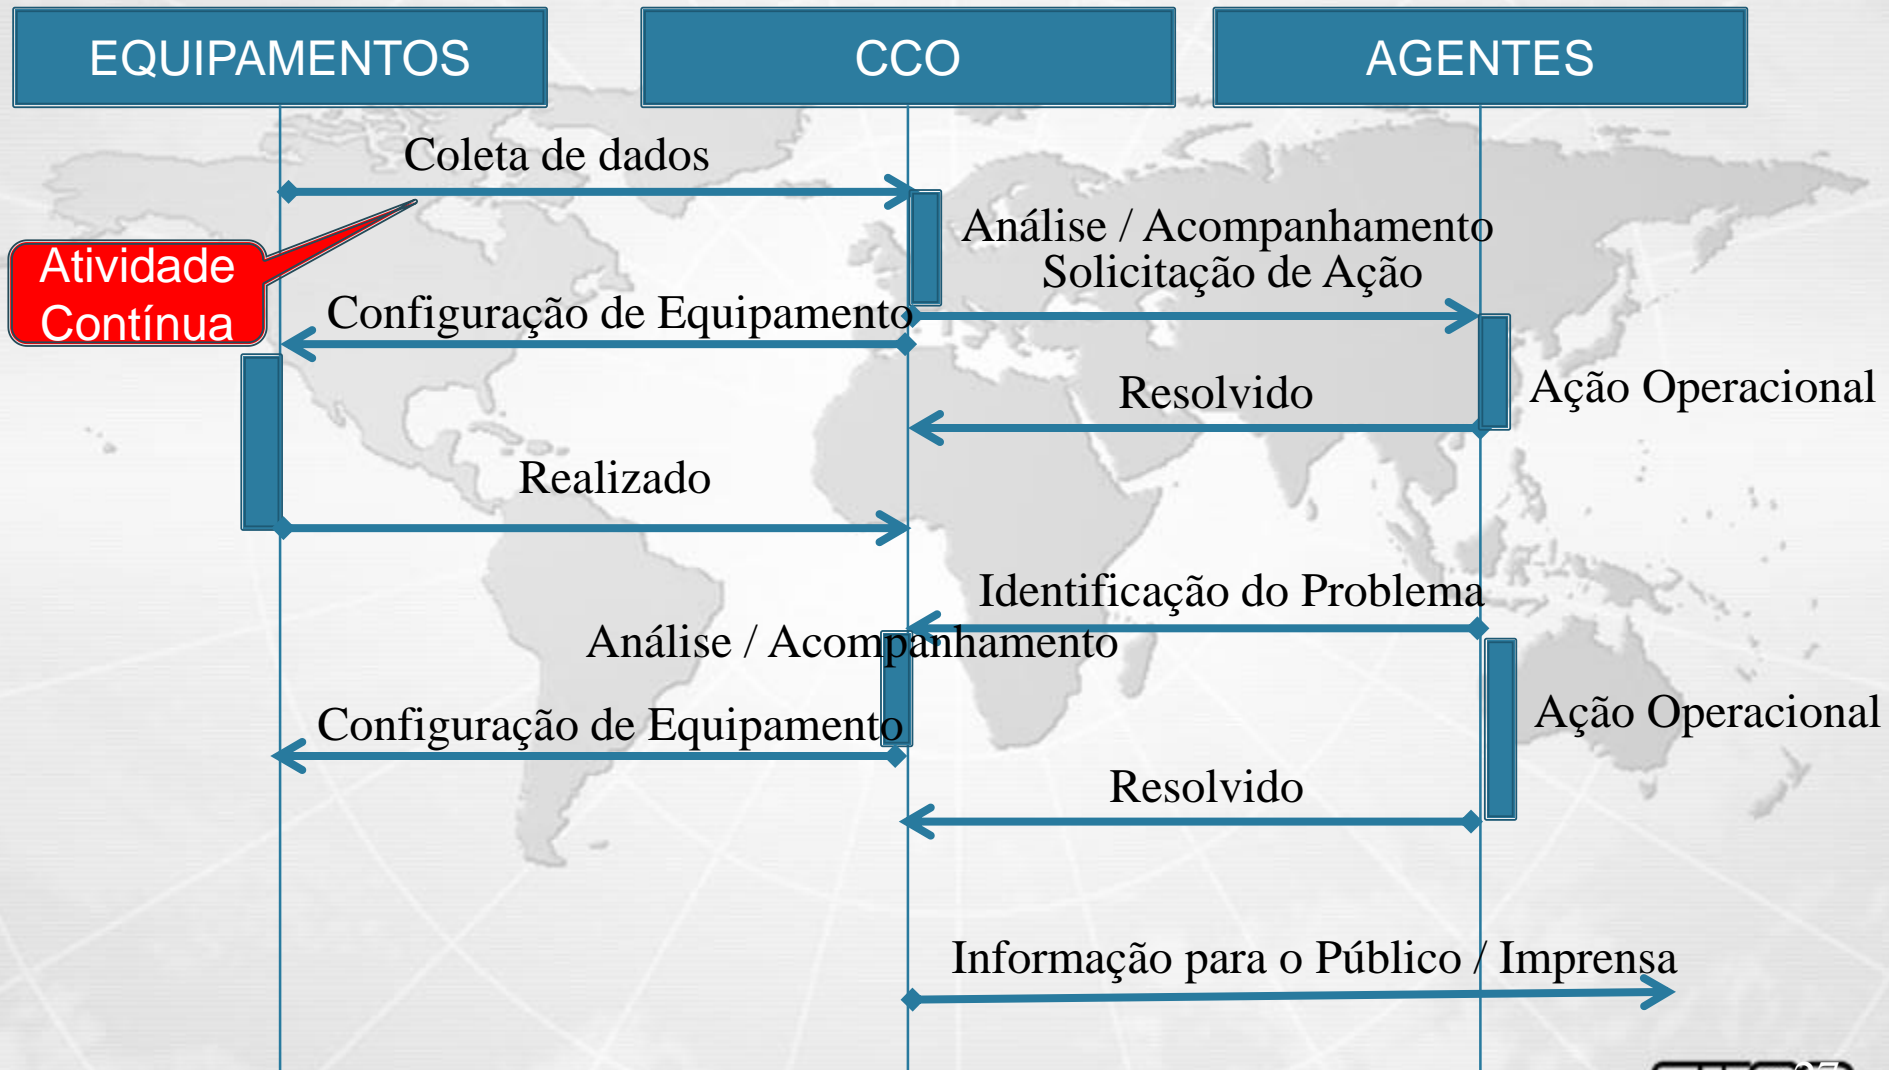 EQUIPAMENTOS
CCO
AGENTES
Coleta de dados
Análise / Acompanhamento
Solicitação de Ação
Atividade
Contínua
Configuração de Equipamento
Resolvido
Ação Operacional
Realizado
Identificação do Problema
Análise / Acompanhamento
Configuração de Equipamento
Ação Operacional
Resolvido
Informação para o Público / Imprensa